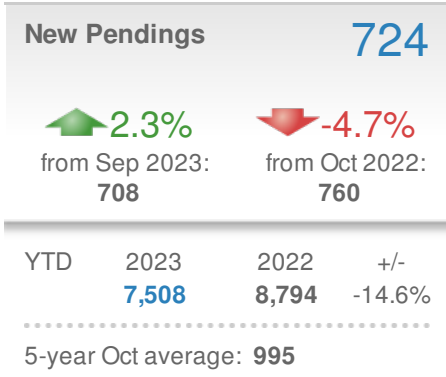 New Pendings 724
2.3% -4.7%
from Sep 2023: from Oct 2022:
708 760
YTD 2023 2022 +/-
7,508 8,794 -14.6%
5-year Oct average: 995